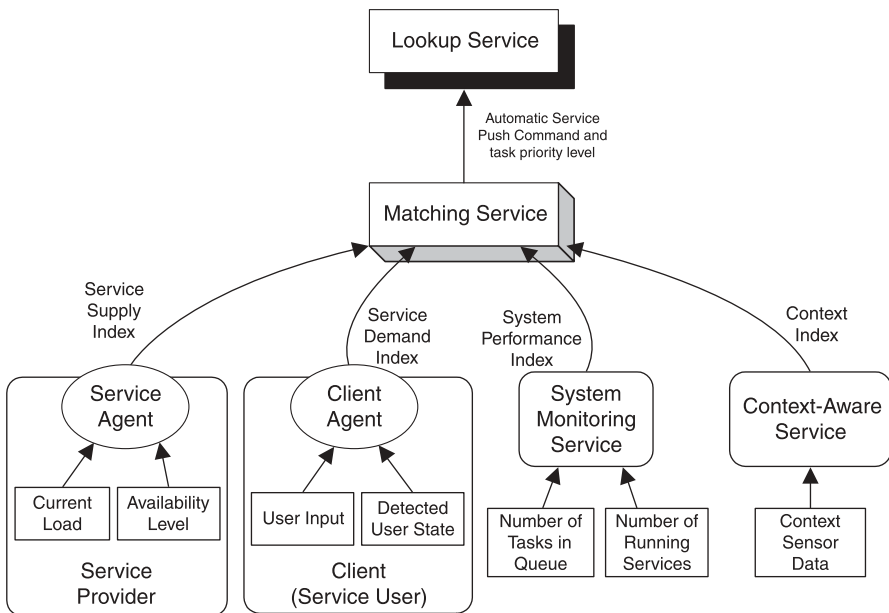 Lookup Service
Automatic Service
Push Command and
task priority level
Matching Service
Service
Supply
Index
Service
Demand
Index
System
Performance
Index
Context
Index
Service
Agent
Client
Agent
System
Monitoring
Service
Context-Aware
Service
Current
Load
Availability
Level
User Input
Detected
User State
Number of
Tasks in
Queue
Number of
Running
Services
Context
Sensor
Data
Service
Provider
Client
(Service User)